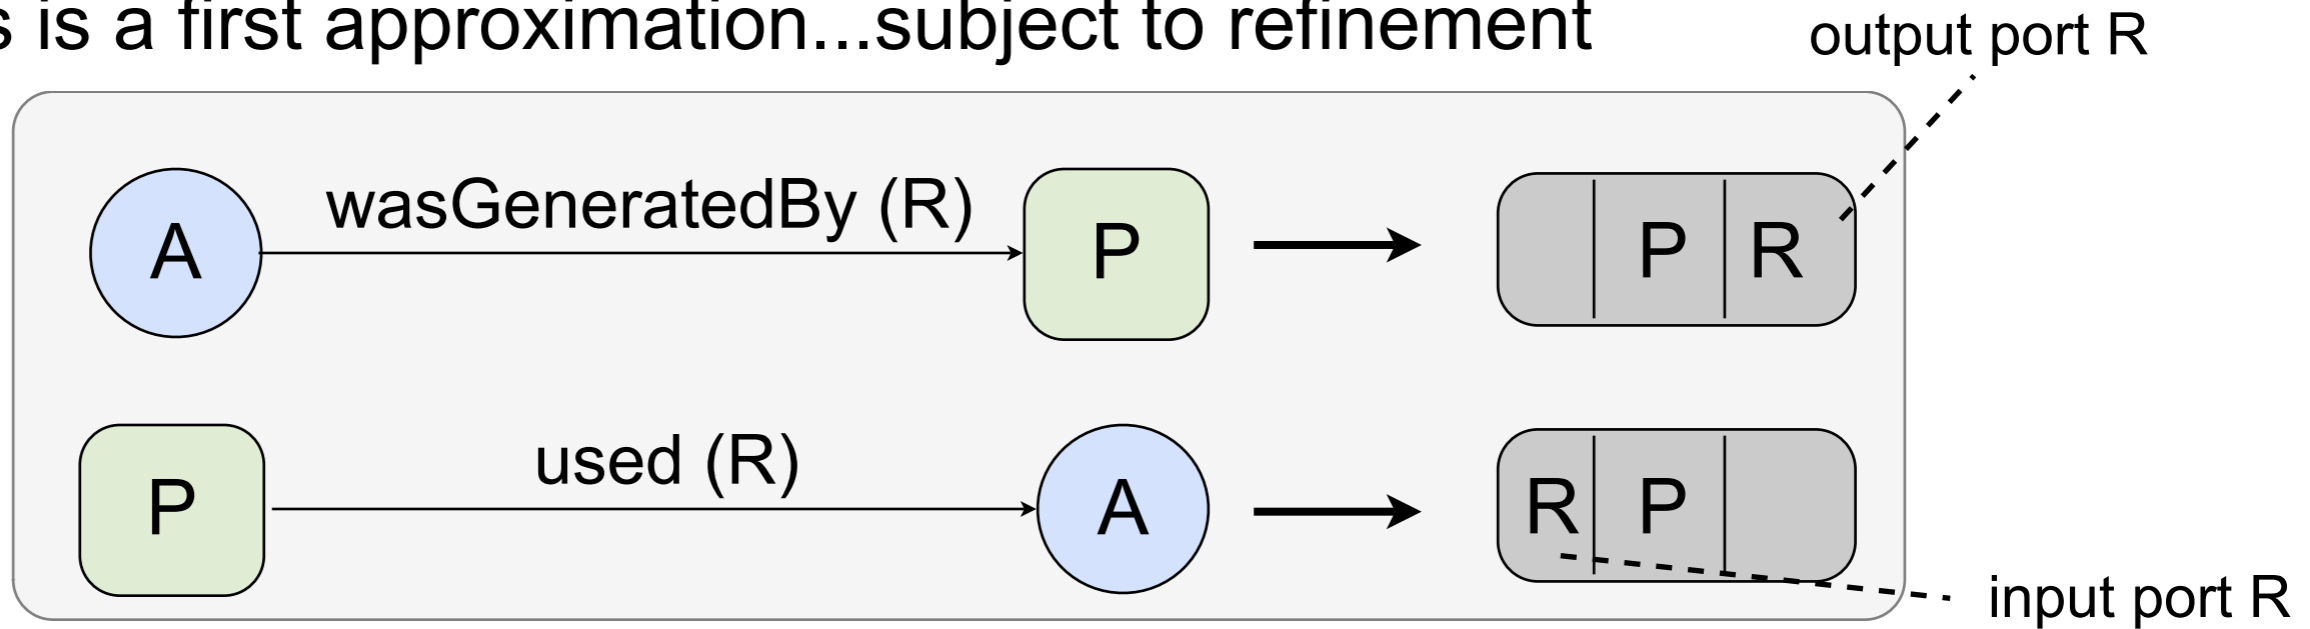 s is a first approximation...subject to refinement
output port R
A wasGeneratedBy (R) P P R
P used (R) A R P
input port R